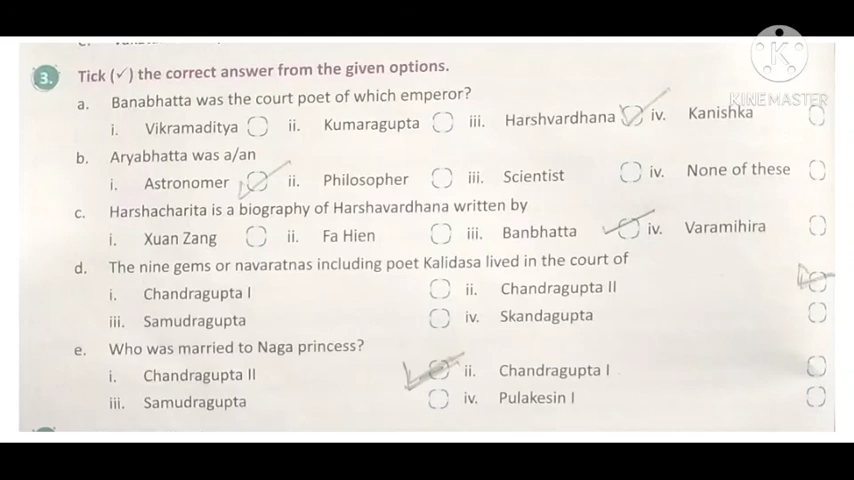 3. Tick (✓) the correct answer from the given options.
KINEMASTER
a. Banabhatta was the court poet of which emperor?
i. Vikramaditya ii. Kumaragupta iii. Harshvardhana iv. Kanishka
b. Aryabhatta was a/an
i. Astronomer ii. Philosopher iii. Scientist iv. None of these
c. Harshacharita is a biography of Harshavardhana written by
i. Xuan Zang ii. Fa Hien iii. Banbhatta iv. Varamihira
d. The nine gems or navaratnas including poet Kalidasa lived in the court of
i. Chandragupta I ii. Chandragupta II
iii. Samudragupta iv. Skandagupta
e. Who was married to Naga princess?
i. Chandragupta II ii. Chandragupta I
iii. Samudragupta iv. Pulakesin I